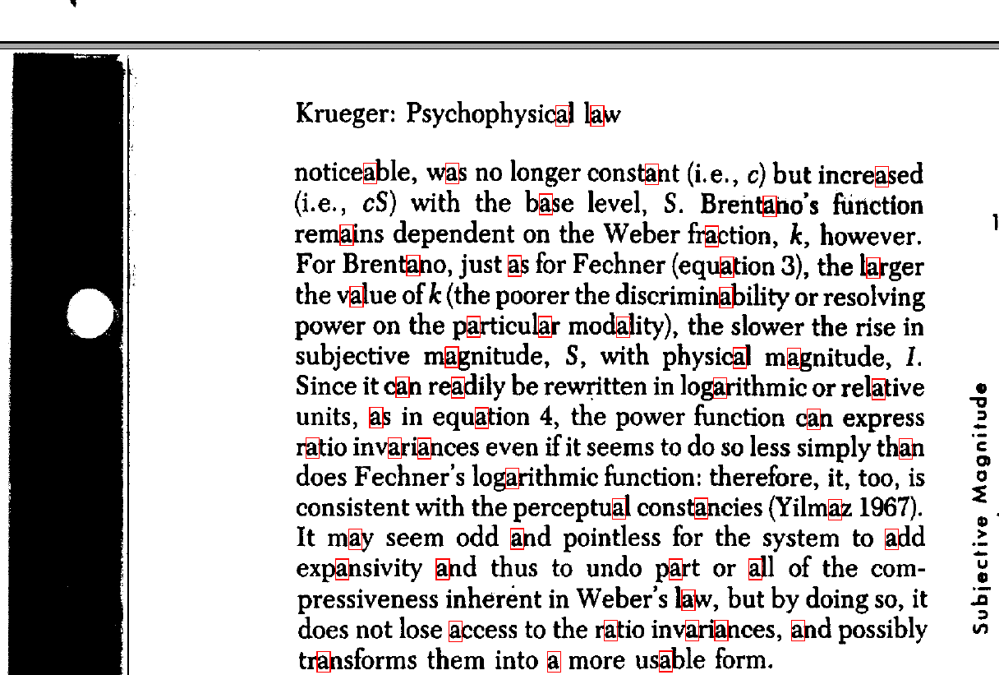 Krueger: Psychophysical law
noticeable, was no longer constant (i.e., c) but increased
(i.e., cS) with the base level, S. Brentano's function
remains dependent on the Weber fraction, k, however.
For Brentano, just as for Fechner (equation 3), the larger
the value of k (the poorer the discriminability or resolving
power on the particular modality), the slower the rise in
subjective magnitude, S, with physical magnitude, I.
Since it can readily be rewritten in logarithmic or relative
units, as in equation 4, the power function can express
ratio invariances even if it seems to do so less simply than
does Fechner's logarithmic function: therefore, it, too, is
consistent with the perceptual constancies (Yilmaz 1967).
It may seem odd and pointless for the system to add
expansivity and thus to undo part or all of the com-
pressiveness inherent in Weber's law, but by doing so, it
does not lose access to the ratio invariances, and possibly
transforms them into a more usable form.
Subjective Magnitude